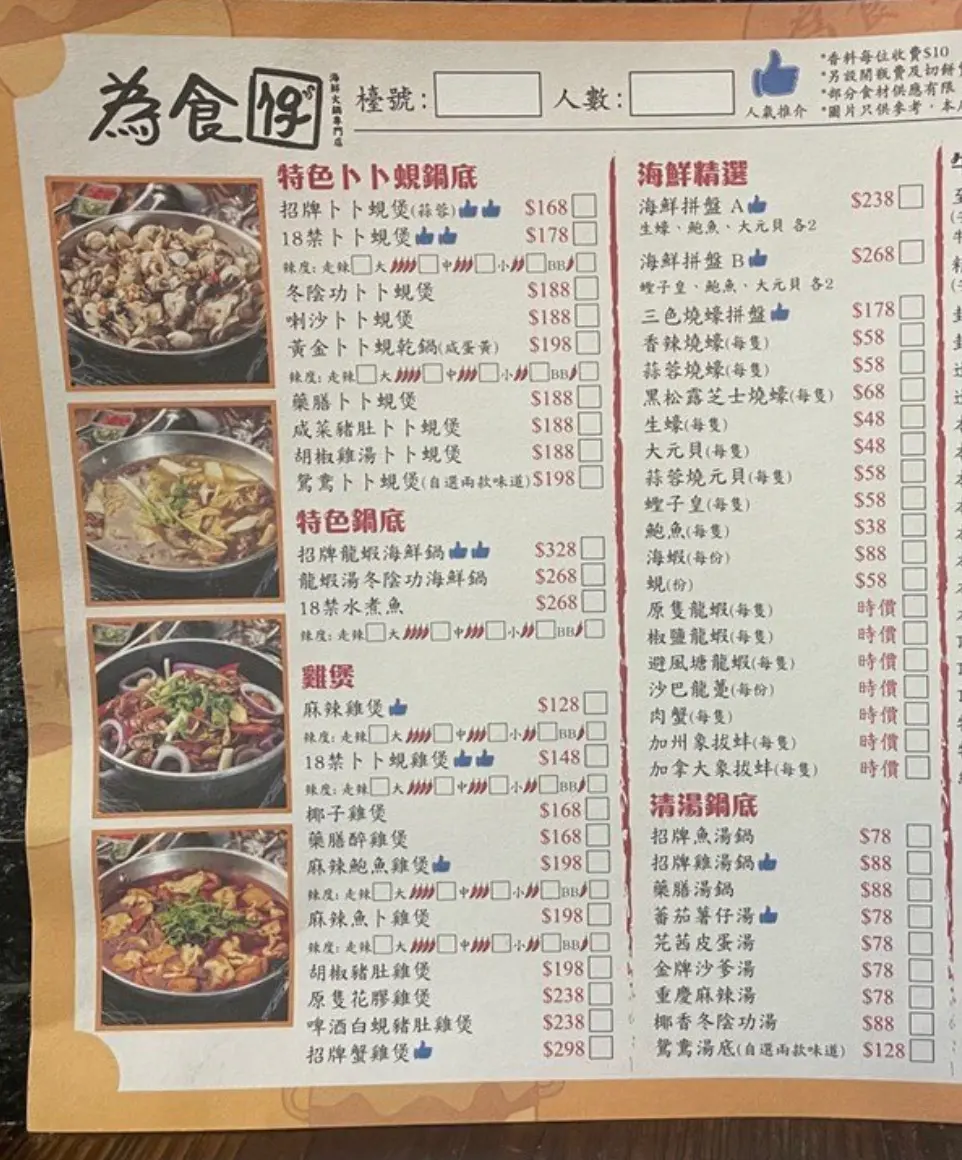 為食仔's
海鮮火鍋專門店
檯號:
人數:
人氣推介
*香料每位收費$10
*另設開瓶費及切餅
*部分食材供應有限
*圖片只供參考，本
特色卜卜蜆鍋底
招牌卜卜蜆煲(蒜蓉) $168
18禁卜卜蜆煲 $178
辣度: 走辣 大 中 小 BB
冬陰功卜卜蜆煲 $188
喇沙卜卜蜆煲 $188
黃金卜卜蜆乾鍋(咸蛋黃) $198
辣度: 走辣 大 中 小 BB
藥膳卜卜蜆煲 $188
咸菜豬肚卜卜蜆煲 $188
胡椒雞湯卜卜蜆煲 $188
鴛鴦卜卜蜆煲(自選兩款味道) $198
特色鍋底
招牌龍蝦海鮮鍋 $328
龍蝦湯冬陰功海鮮鍋 $268
18禁水煮魚 $268
辣度: 走辣 大 中 小 BB
雞煲
麻辣雞煲 $128
辣度: 走辣 大 中 小 BB
18禁卜卜蜆雞煲 $148
辣度: 走辣 大 中 小 BB
椰子雞煲 $168
藥膳醉雞煲 $168
麻辣鮑魚雞煲 $198
辣度: 走辣 大 中 小 BB
麻辣魚卜雞煲 $198
辣度: 走辣 大 中 小 BB
胡椒豬肚雞煲 $198
原隻花膠雞煲 $238
啤酒白蜆豬肚雞煲 $238
招牌蟹雞煲 $298
海鮮精選
海鮮拼盤 A $238
生蠔、鮑魚、大元貝 各2
海鮮拼盤 B $268
蟶子皇、鮑魚、大元貝 各2
三色燒蠔拼盤 $178
香辣燒蠔(每隻) $58
蒜蓉燒蠔(每隻) $58
黑松露芝士燒蠔(每隻) $68
生蠔(每隻) $48
大元貝(每隻) $48
蒜蓉燒元貝(每隻) $58
蟶子皇(每隻) $58
鮑魚(每隻) $38
海蝦(每份) $88
蜆(份) $58
原隻龍蝦(每隻) 時價
椒鹽龍蝦(每隻) 時價
避風塘龍蝦(每隻) 時價
沙巴龍躉(每份) 時價
肉蟹(每隻) 時價
加州象拔蚌(每隻) 時價
加拿大象拔蚌(每隻) 時價
清湯鍋底
招牌魚湯鍋 $78
招牌雞湯鍋 $88
藥膳湯鍋 $88
蕃茄薯仔湯 $78
芫茜皮蛋湯 $78
金牌沙爹湯 $78
重慶麻辣湯 $78
椰香冬陰功湯 $88
鴛鴦湯底(自選兩款味道) $128